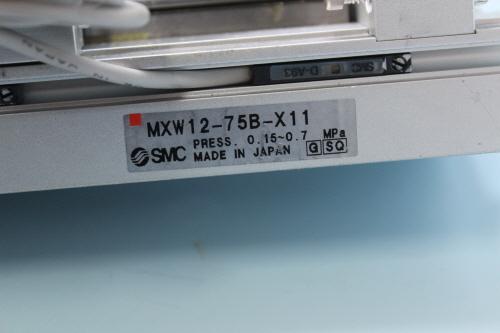 SMC D-A93
MXW12-75B-X11
SMC PRESS. 0.15~0.7 MPa
MADE IN JAPAN G SQ